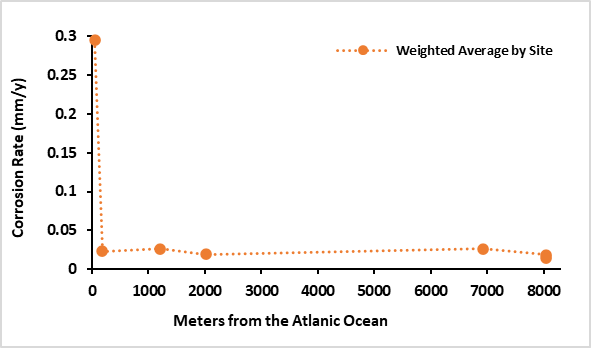 0.3
0.25
0.2
0.15
0.1
0.05
0
Corrosion Rate (mm/y)
Weighted Average by Site
0 1000 2000 3000 4000 5000 6000 7000 8000
Meters from the Atlanic Ocean